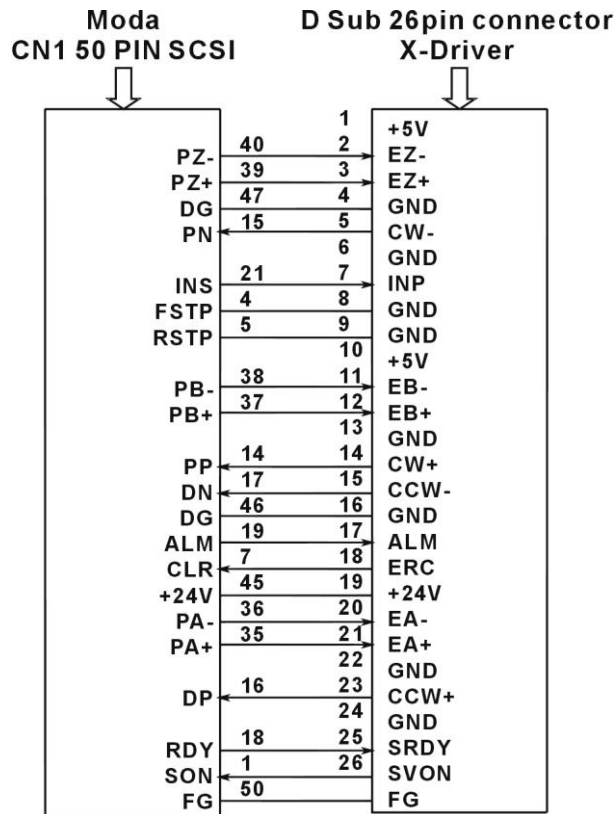 Moda D Sub 26pin connector
CN1 50 PIN SCSI X-Driver
1 +5V
PZ- 40 2 EZ-
PZ+ 39 3 EZ+
DG 47 4 GND
PN 15 5 CW-
6 GND
INS 21 7 INP
FSTP 4 8 GND
RSTP 5 9 GND
10 +5V
PB- 38 11 EB-
PB+ 37 12 EB+
13 GND
PP 14 14 CW+
DN 17 15 CCW-
DG 46 16 GND
ALM 19 17 ALM
CLR 7 18 ERC
+24V 45 19 +24V
PA- 36 20 EA-
PA+ 35 21 EA+
22 GND
DP 16 23 CCW+
24 GND
RDY 18 25 SRDY
SON 1 26 SVON
FG 50 FG